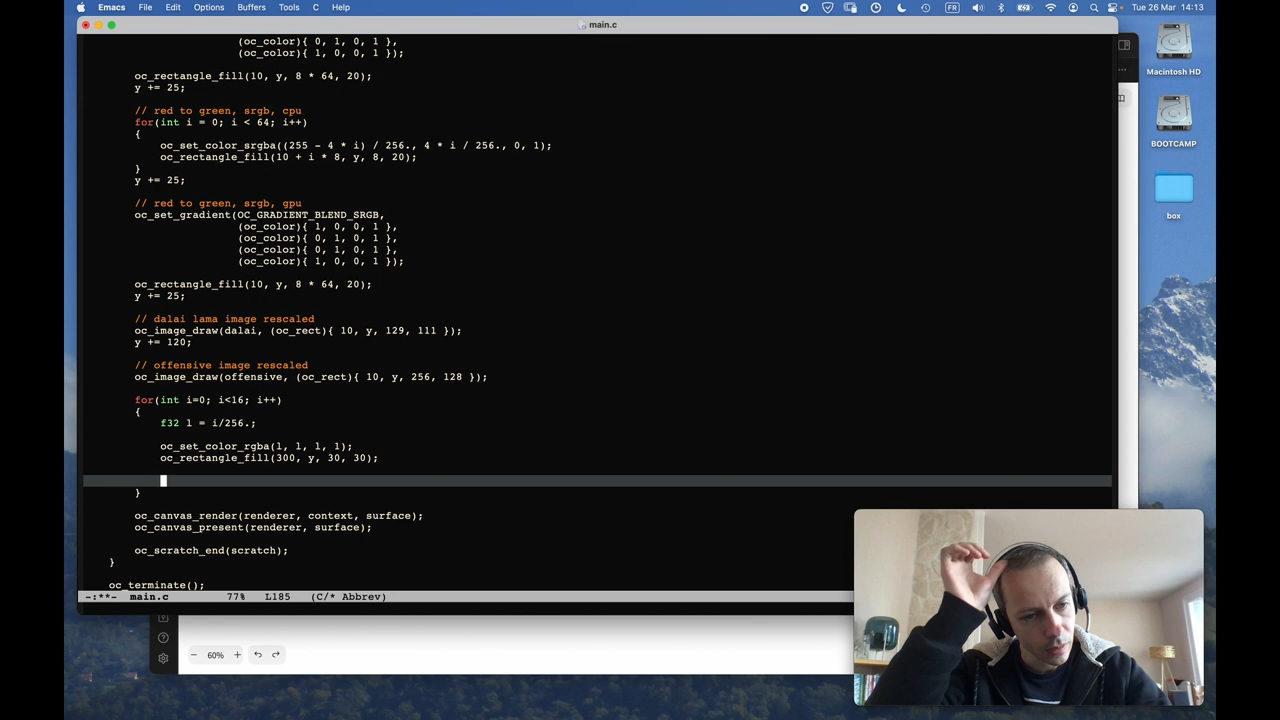 Emacs File Edit Options Buffers Tools C Help FR Tue 26 Mar 14:13
main.c
(oc_color){ 0, 1, 0, 1 },
(oc_color){ 1, 0, 0, 1 });
oc_rectangle_fill(10, y, 8 * 64, 20);
y += 25;
// red to green, srgb, cpu
for(int i = 0; i < 64; i++)
{
oc_set_color_srgba((255 - 4 * i) / 256., 4 * i / 256., 0, 1);
oc_rectangle_fill(10 + i * 8, y, 8, 20);
}
y += 25;
// red to green, srgb, gpu
oc_set_gradient(OC_GRADIENT_BLEND_SRGB,
(oc_color){ 1, 0, 0, 1 },
(oc_color){ 0, 1, 0, 1 },
(oc_color){ 0, 1, 0, 1 },
(oc_color){ 1, 0, 0, 1 });
oc_rectangle_fill(10, y, 8 * 64, 20);
y += 25;
// dalai lama image rescaled
oc_image_draw(dalai, (oc_rect){ 10, y, 129, 111 });
y += 120;
// offensive image rescaled
oc_image_draw(offensive, (oc_rect){ 10, y, 256, 128 });
for(int i=0; i<16; i++)
{
f32 l = i/256.;
oc_set_color_rgba(l, l, l, 1);
oc_rectangle_fill(300, y, 30, 30);
}
oc_canvas_render(renderer, context, surface);
oc_canvas_present(renderer, surface);
oc_scratch_end(scratch);
}
oc_terminate();
-:**- main.c 77% L185 (C/* Abbrev)
− 60% +
Macintosh HD
BOOTCAMP
box